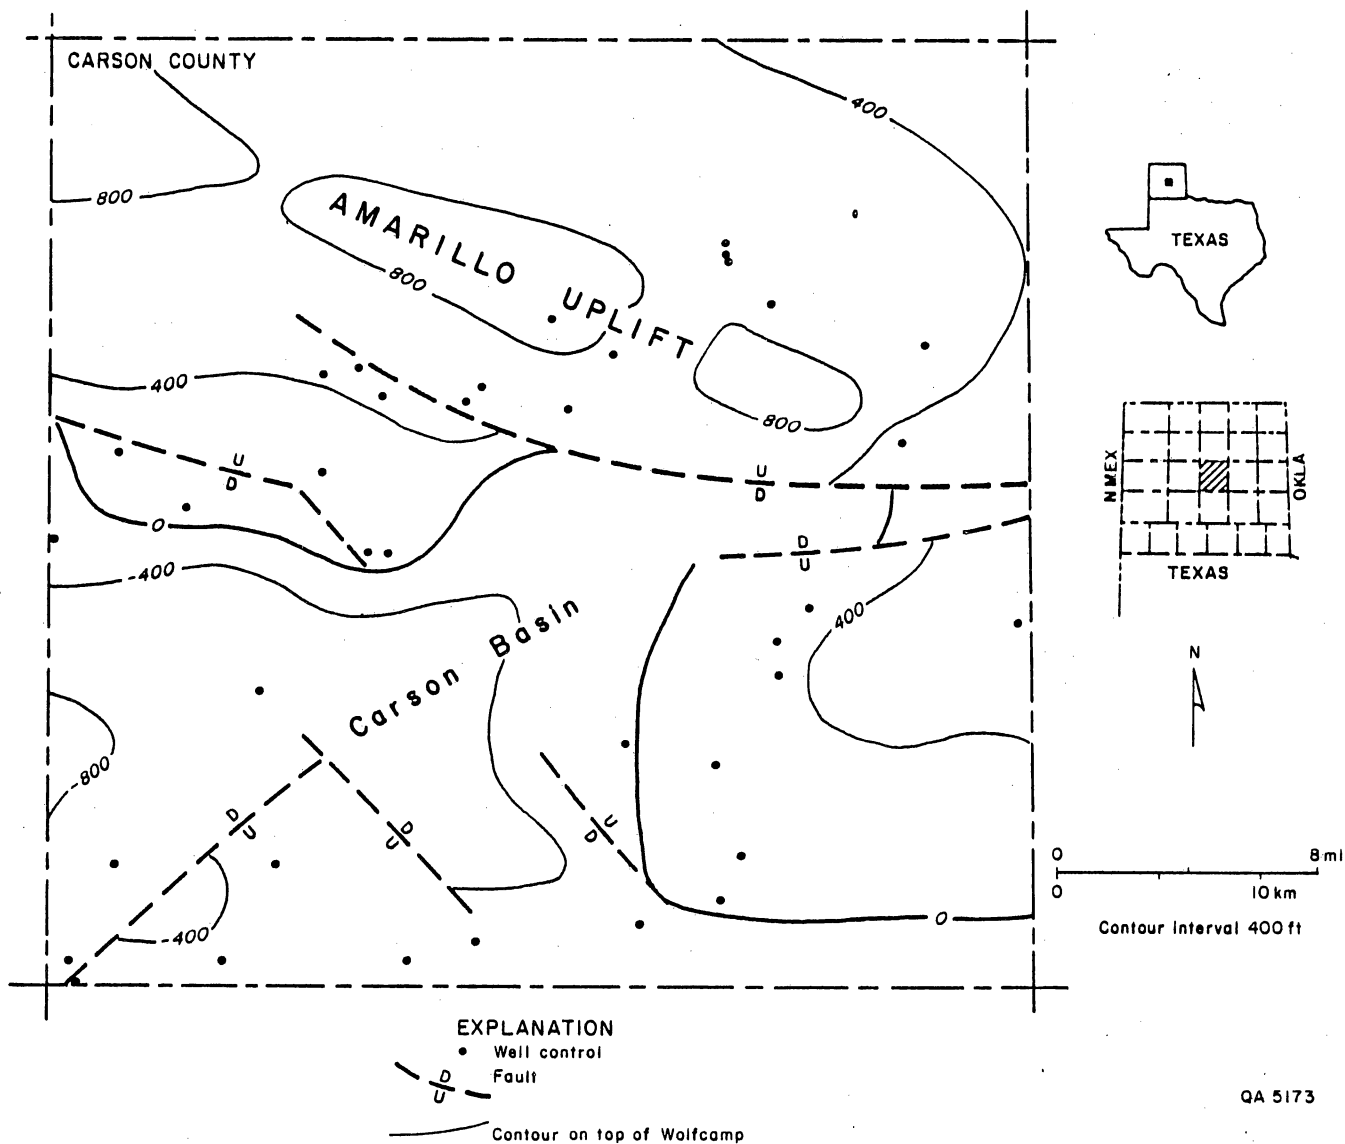 CARSON COUNTY
400
800
AMARILLO UPLIFT
800
TEXAS
400
800
U
D
U
D
N MEX
OKLA
0
D
U
-400
TEXAS
400
Carson Basin
N
-800
D
U
D
U
U
D
0 8 mi
0 10 km
-400
0
Contour Interval 400 ft
EXPLANATION
Well control
D
U
Fault
QA 5173
Contour on top of Wolfcamp